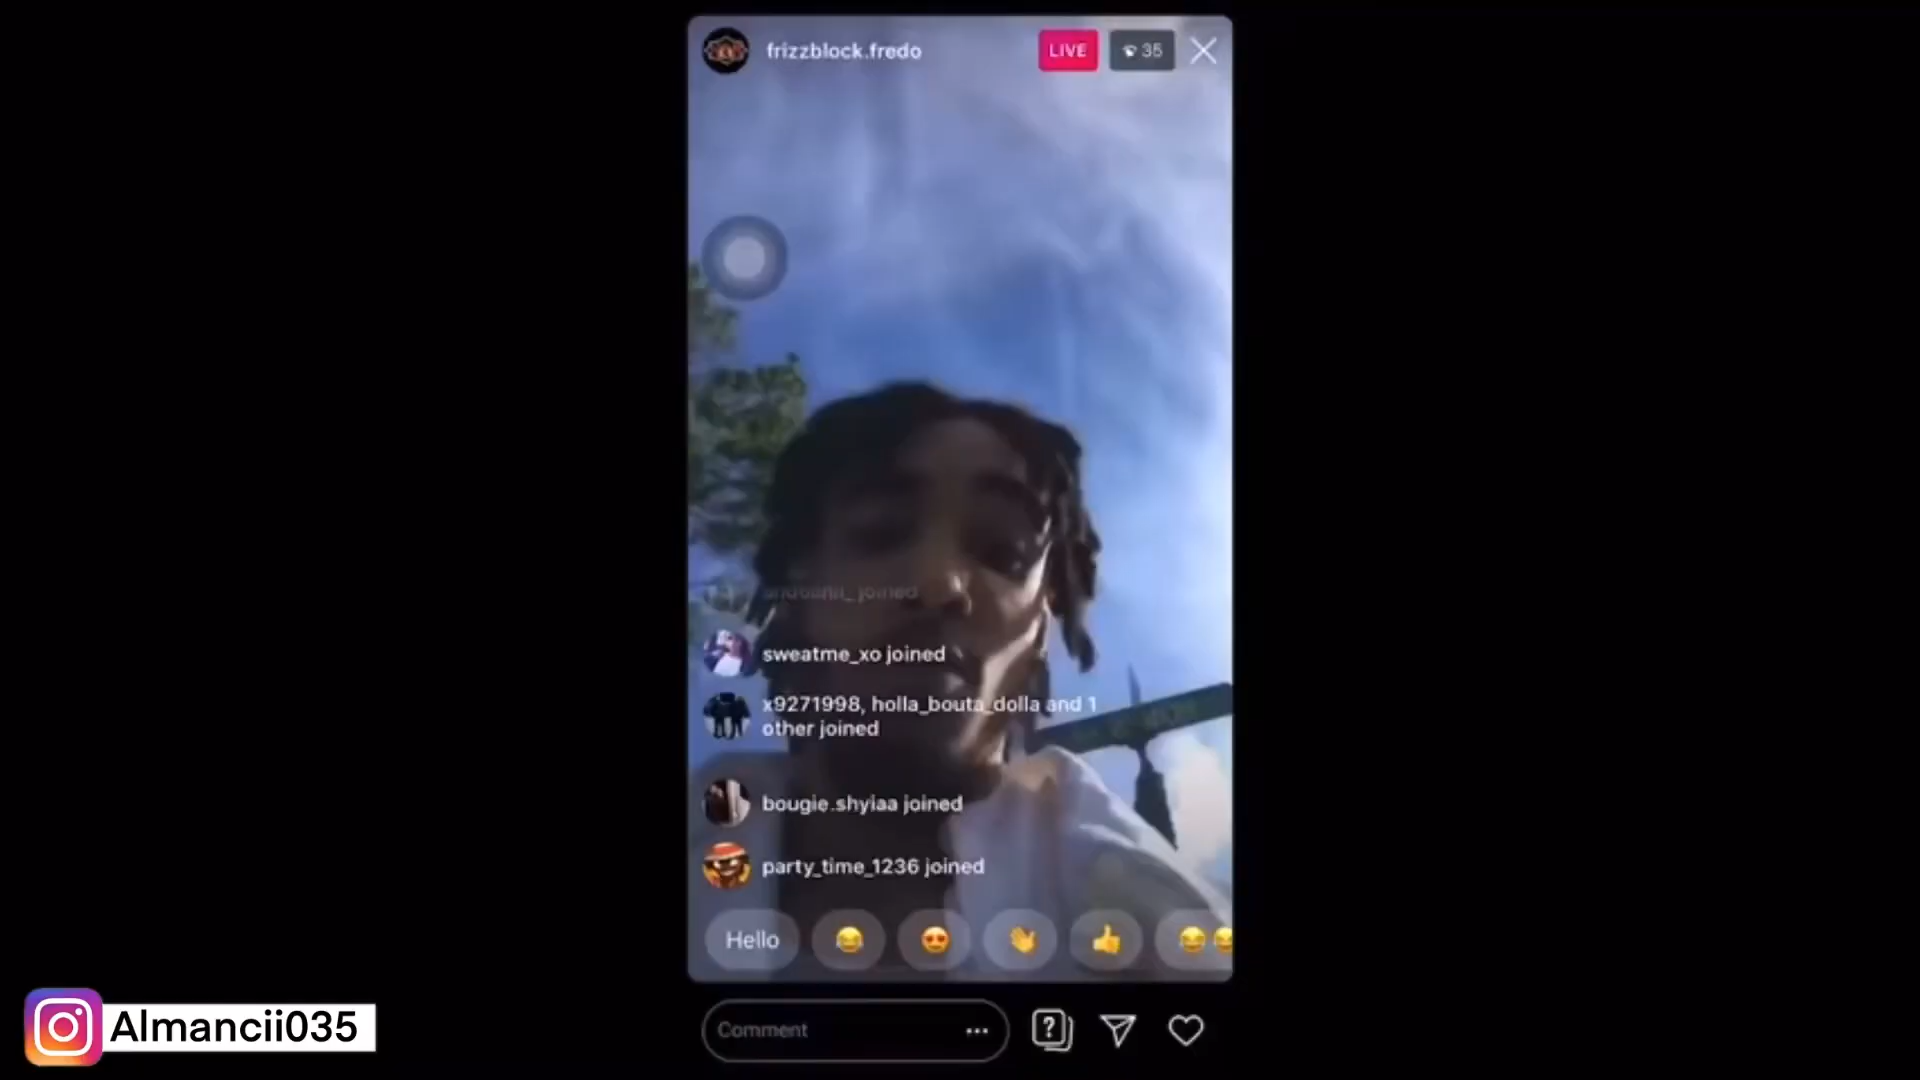 frizzblock.fredo
LIVE
35
joined
sweatme_xo joined
x9271998, holla_bouta_dolla and 1
other joined
bougie.shyiaa joined
party_time_1236 joined
Hello
Comment
Almancii035